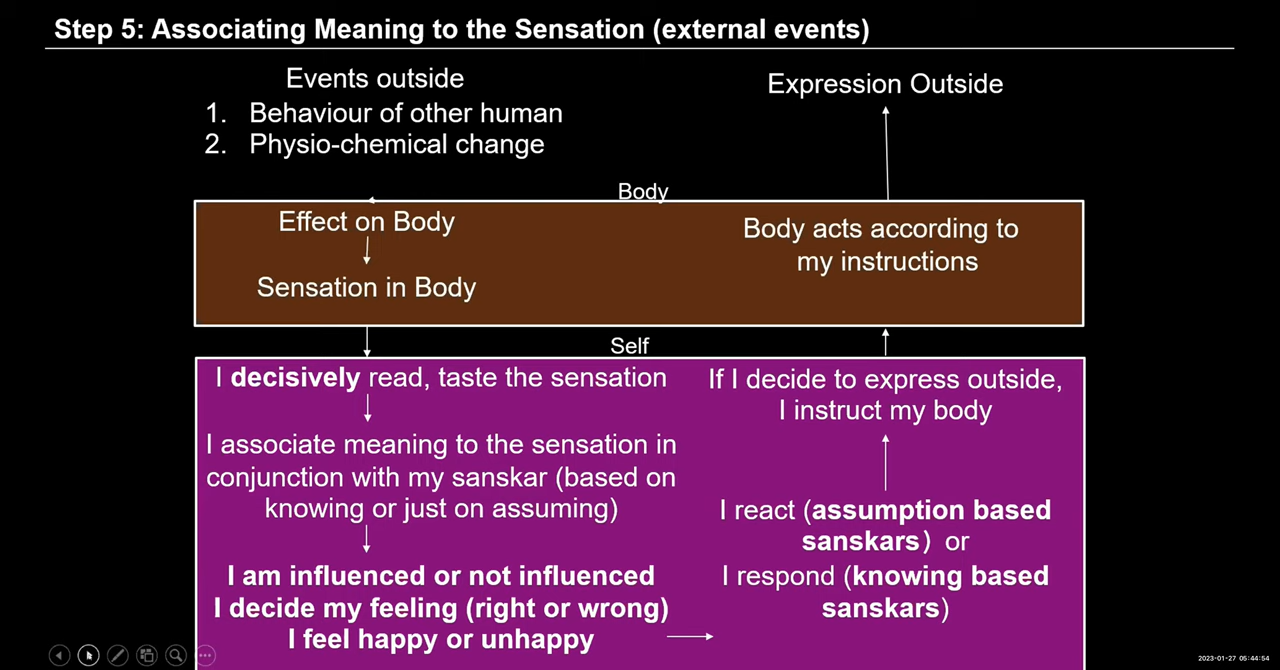 Step 5: Associating Meaning to the Sensation (external events)
Events outside
1. Behaviour of other human
2. Physio-chemical change
Expression Outside
Body
Effect on Body
Sensation in Body
Body acts according to
my instructions
Self
I decisively read, taste the sensation
I associate meaning to the sensation in
conjunction with my sanskar (based on
knowing or just on assuming)
I am influenced or not influenced
I decide my feeling (right or wrong)
I feel happy or unhappy
If I decide to express outside,
I instruct my body
I react (assumption based
sanskars) or
I respond (knowing based
sanskars)
2023-01-27 05:44:54